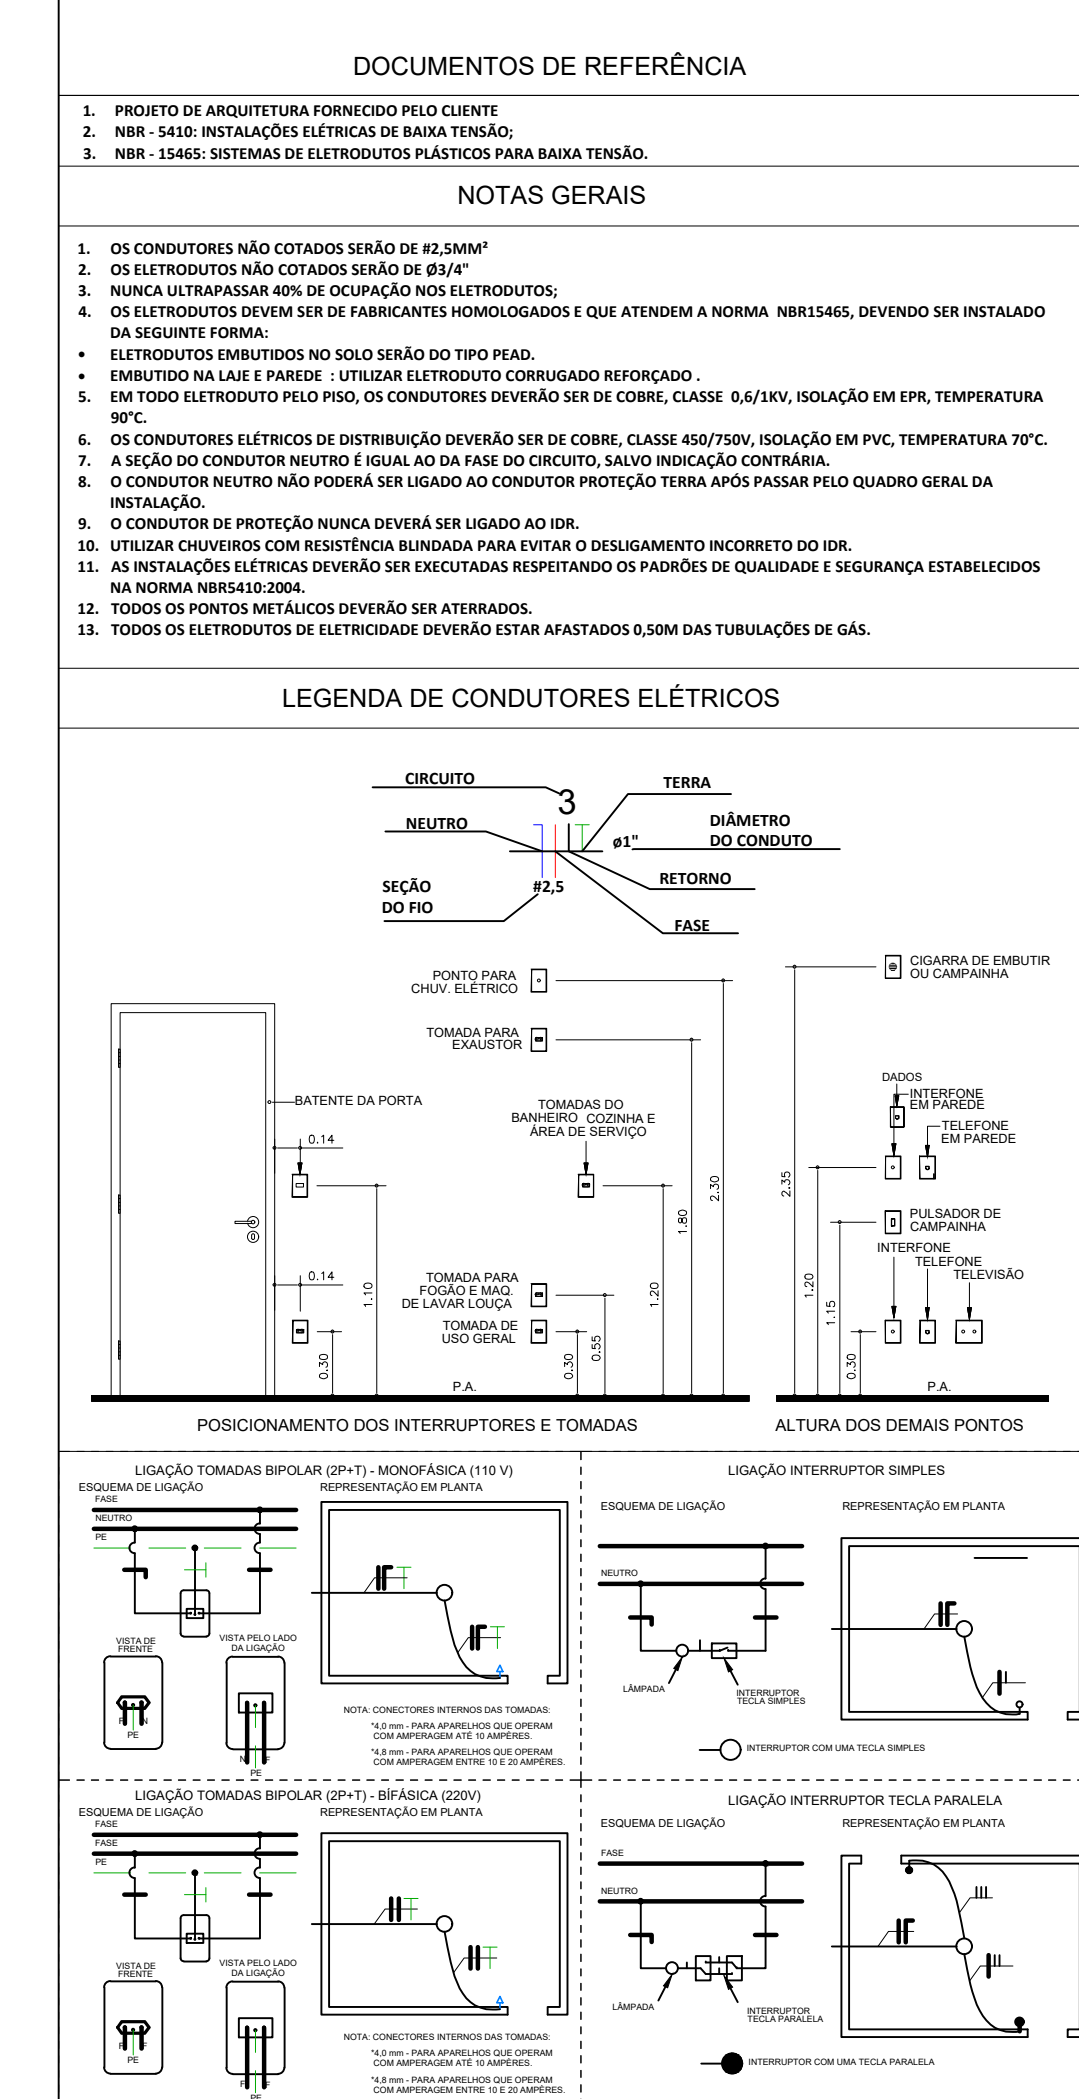 DOCUMENTOS DE REFERÊNCIA
1. PROJETO DE ARQUITETURA FORNECIDO PELO CLIENTE
2. NBR - 5410: INSTALAÇÕES ELÉTRICAS DE BAIXA TENSÃO;
3. NBR - 15465: SISTEMAS DE ELETRODUTOS PLÁSTICOS PARA BAIXA TENSÃO.
NOTAS GERAIS
1. OS CONDUTORES NÃO COTADOS SERÃO DE #2,5MM²
2. OS ELETRODUTOS NÃO COTADOS SERÃO DE Ø3/4"
3. NUNCA ULTRAPASSAR 40% DE OCUPAÇÃO NOS ELETRODUTOS;
4. OS ELETRODUTOS DEVEM SER DE FABRICANTES HOMOLOGADOS E QUE ATENDEM A NORMA NBR15465, DEVENDO SER INSTALADO
DA SEGUINTE FORMA:
• ELETRODUTOS EMBUTIDOS NO SOLO SERÃO DO TIPO PEAD.
• EMBUTIDO NA LAJE E PAREDE : UTILIZAR ELETRODUTO CORRUGADO REFORÇADO .
5. EM TODO ELETRODUTO PELO PISO, OS CONDUTORES DEVERÃO SER DE COBRE, CLASSE 0,6/1KV, ISOLAÇÃO EM EPR, TEMPERATURA
90°C.
6. OS CONDUTORES ELÉTRICOS DE DISTRIBUIÇÃO DEVERÃO SER DE COBRE, CLASSE 450/750V, ISOLAÇÃO EM PVC, TEMPERATURA 70°C.
7. A SEÇÃO DO CONDUTOR NEUTRO É IGUAL AO DA FASE DO CIRCUITO, SALVO INDICAÇÃO CONTRÁRIA.
8. O CONDUTOR NEUTRO NÃO PODERÁ SER LIGADO AO CONDUTOR PROTEÇÃO TERRA APÓS PASSAR PELO QUADRO GERAL DA
INSTALAÇÃO.
9. O CONDUTOR DE PROTEÇÃO NUNCA DEVERÁ SER LIGADO AO IDR.
10. UTILIZAR CHUVEIROS COM RESISTÊNCIA BLINDADA PARA EVITAR O DESLIGAMENTO INCORRETO DO IDR.
11. AS INSTALAÇÕES ELÉTRICAS DEVERÃO SER EXECUTADAS RESPEITANDO OS PADRÕES DE QUALIDADE E SEGURANÇA ESTABELECIDOS
NA NORMA NBR5410:2004.
12. TODOS OS PONTOS METÁLICOS DEVERÃO SER ATERRADOS.
13. TODOS OS ELETRODUTOS DE ELETRICIDADE DEVERÃO ESTAR AFASTADOS 0,50M DAS TUBULAÇÕES DE GÁS.
LEGENDA DE CONDUTORES ELÉTRICOS
CIRCUITO
3
TERRA
NEUTRO
ø1"
DIÂMETRO
DO CONDUTO
SEÇÃO
DO FIO
#2,5
RETORNO
FASE
PONTO PARA
CHUV. ELÉTRICO
TOMADA PARA
EXAUSTOR
BATENTE DA PORTA
TOMADAS DO
BANHEIRO COZINHA E
ÁREA DE SERVIÇO
0.14
0.14
1.10
0.30
TOMADA PARA
FOGÃO E MAQ.
DE LAVAR LOUÇA
TOMADA DE
USO GERAL
0.30
0.55
1.20
1.80
2.30
P.A.
POSICIONAMENTO DOS INTERRUPTORES E TOMADAS
CIGARRA DE EMBUTIR
OU CAMPAINHA
DADOS
INTERFONE
EM PAREDE
TELEFONE
EM PAREDE
PULSADOR DE
CAMPAINHA
INTERFONE
TELEFONE
TELEVISÃO
2.35
1.20
1.15
0.30
P.A.
ALTURA DOS DEMAIS PONTOS
LIGAÇÃO TOMADAS BIPOLAR (2P+T) - MONOFÁSICA (110 V)
ESQUEMA DE LIGAÇÃO
REPRESENTAÇÃO EM PLANTA
FASE
NEUTRO
PE
VISTA DE
FRENTE
VISTA PELO LADO
DA LIGAÇÃO
F N
PE
N F
PE
NOTA: CONECTORES INTERNOS DAS TOMADAS:
*4,0 mm - PARA APARELHOS QUE OPERAM
COM AMPERAGEM ATÉ 10 AMPÈRES.
*4,8 mm - PARA APARELHOS QUE OPERAM
COM AMPERAGEM ENTRE 10 E 20 AMPÈRES.
LIGAÇÃO INTERRUPTOR SIMPLES
ESQUEMA DE LIGAÇÃO
REPRESENTAÇÃO EM PLANTA
NEUTRO
LÂMPADA
INTERRUPTOR
TECLA SIMPLES
INTERRUPTOR COM UMA TECLA SIMPLES
LIGAÇÃO TOMADAS BIPOLAR (2P+T) - BÍFÁSICA (220V)
ESQUEMA DE LIGAÇÃO
REPRESENTAÇÃO EM PLANTA
FASE
FASE
PE
VISTA DE
FRENTE
VISTA PELO LADO
DA LIGAÇÃO
F F
PE
F F
PE
NOTA: CONECTORES INTERNOS DAS TOMADAS:
*4,0 mm - PARA APARELHOS QUE OPERAM
COM AMPERAGEM ATÉ 10 AMPÈRES.
*4,8 mm - PARA APARELHOS QUE OPERAM
COM AMPERAGEM ENTRE 10 E 20 AMPÈRES.
LIGAÇÃO INTERRUPTOR TECLA PARALELA
ESQUEMA DE LIGAÇÃO
REPRESENTAÇÃO EM PLANTA
FASE
NEUTRO
LÂMPADA
INTERRUPTOR
TECLA PARALELA
INTERRUPTOR COM UMA TECLA PARALELA